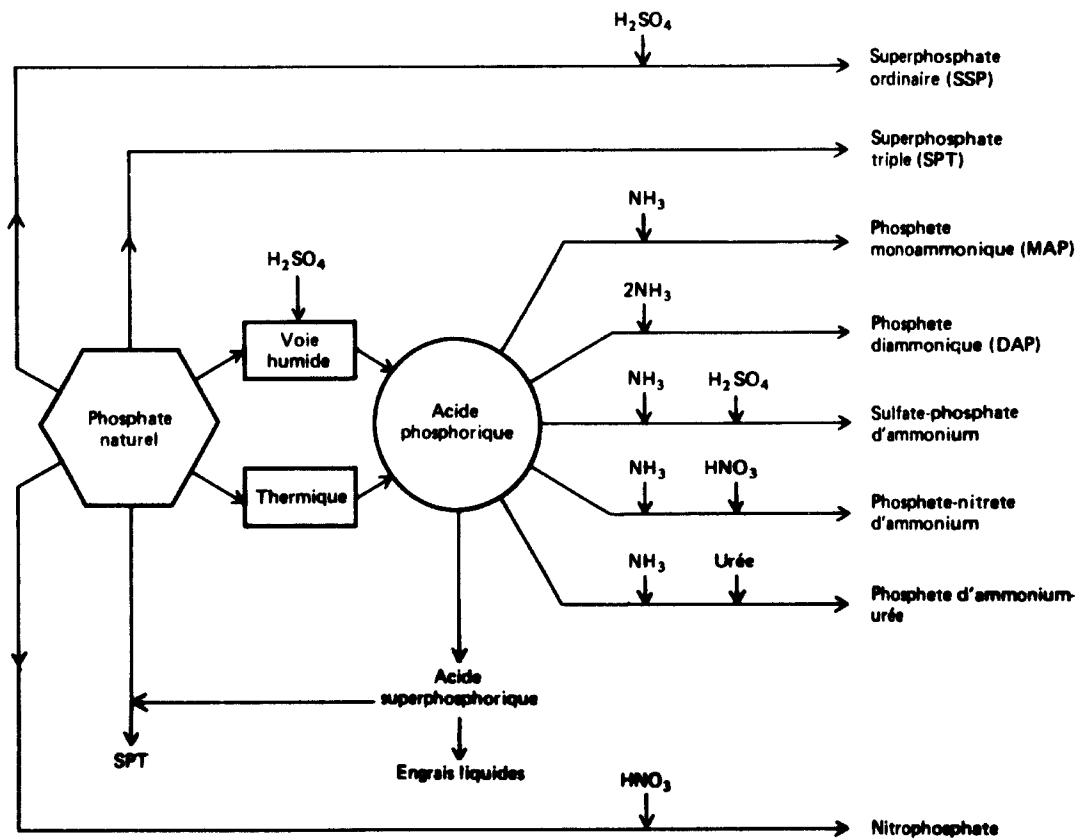 H₂SO₄
Superphosphate
ordinaire (SSP)
Superphosphate
triple (SPT)
NH₃
Phosphete
monoammonique (MAP)
H₂SO₄
2NH₃
Voie
humide
Phosphete
diammonique (DAP)
Phosphate
naturel
Acide
phosphorique
NH₃
H₂SO₄
Sulfate-phosphate
d'ammonium
Thermique
NH₃
HNO₃
Phosphete-nitrete
d'ammonium
NH₃
Urée
Phosphete d'ammonium-
urée
Acide
superphosphorique
SPT
Engrais liquides
HNO₃
Nitrophosphate